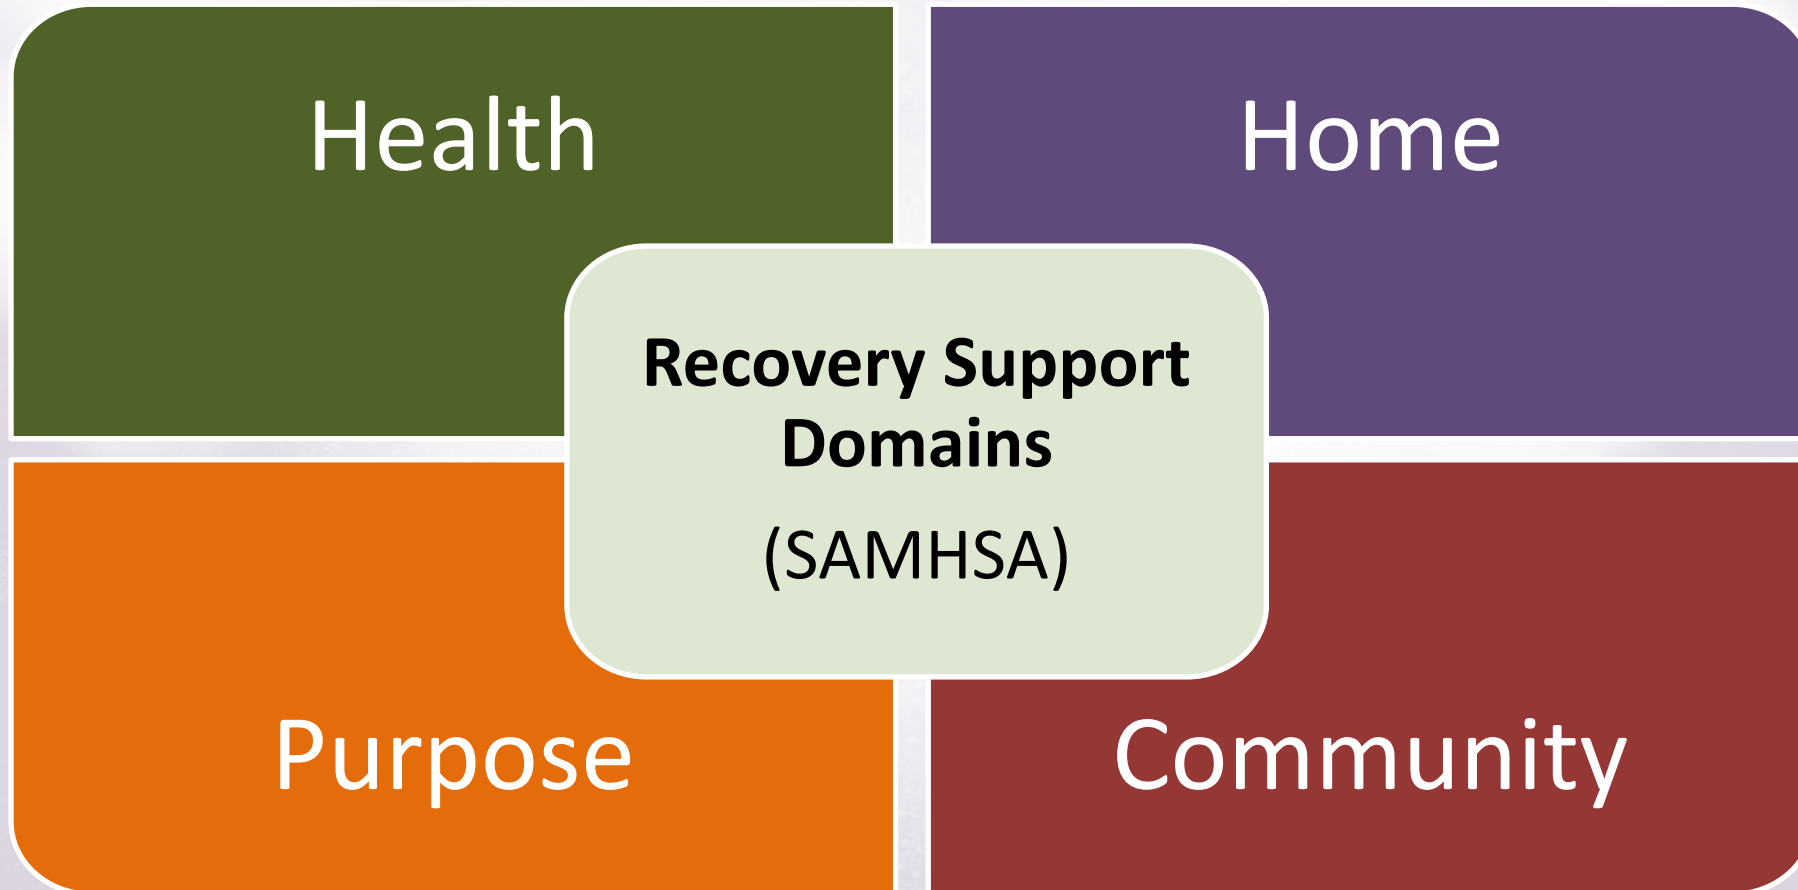 Health
Home
Recovery Support
Domains
(SAMHSA)
Purpose
Community